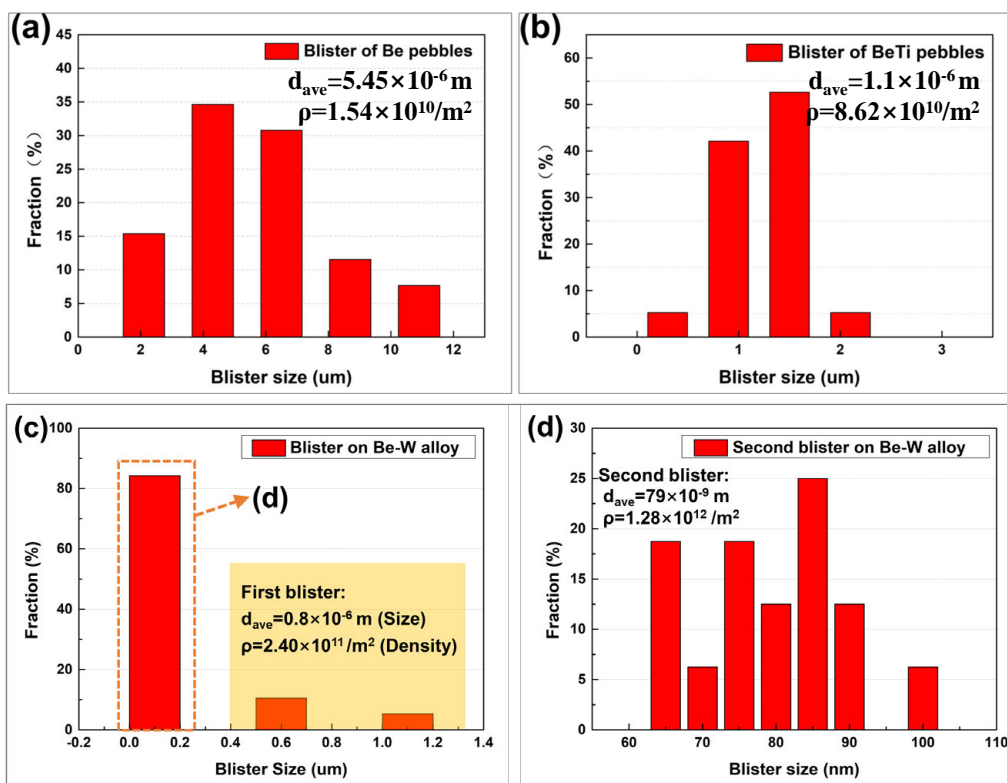 (a)
Blister of Be pebbles
dave=5.45×10-6 m
ρ=1.54×1010/m2
45
40
35
30
25
20
15
10
5
0
Fraction（%）
0 2 4 6 8 10 12
Blister size (um)
(b)
Blister of BeTi pebbles
dave=1.1×10-6 m
ρ=8.62×1010/m2
60
50
40
30
20
10
0
Fraction（%）
0 1 2 3
Blister size (um)
(c)
Blister on Be-W alloy
(d)
First blister:
dave=0.8×10-6 m (Size)
ρ=2.40×1011/m2 (Density)
100
80
60
40
20
0
Fraction (%)
-0.2 0.0 0.2 0.4 0.6 0.8 1.0 1.2 1.4
Blister Size (um)
(d)
Second blister on Be-W alloy
Second blister:
dave=79×10-9 m
ρ=1.28×1012 /m2
30
25
20
15
10
5
0
Fraction (%)
60 70 80 90 100 110
Blister size (nm)